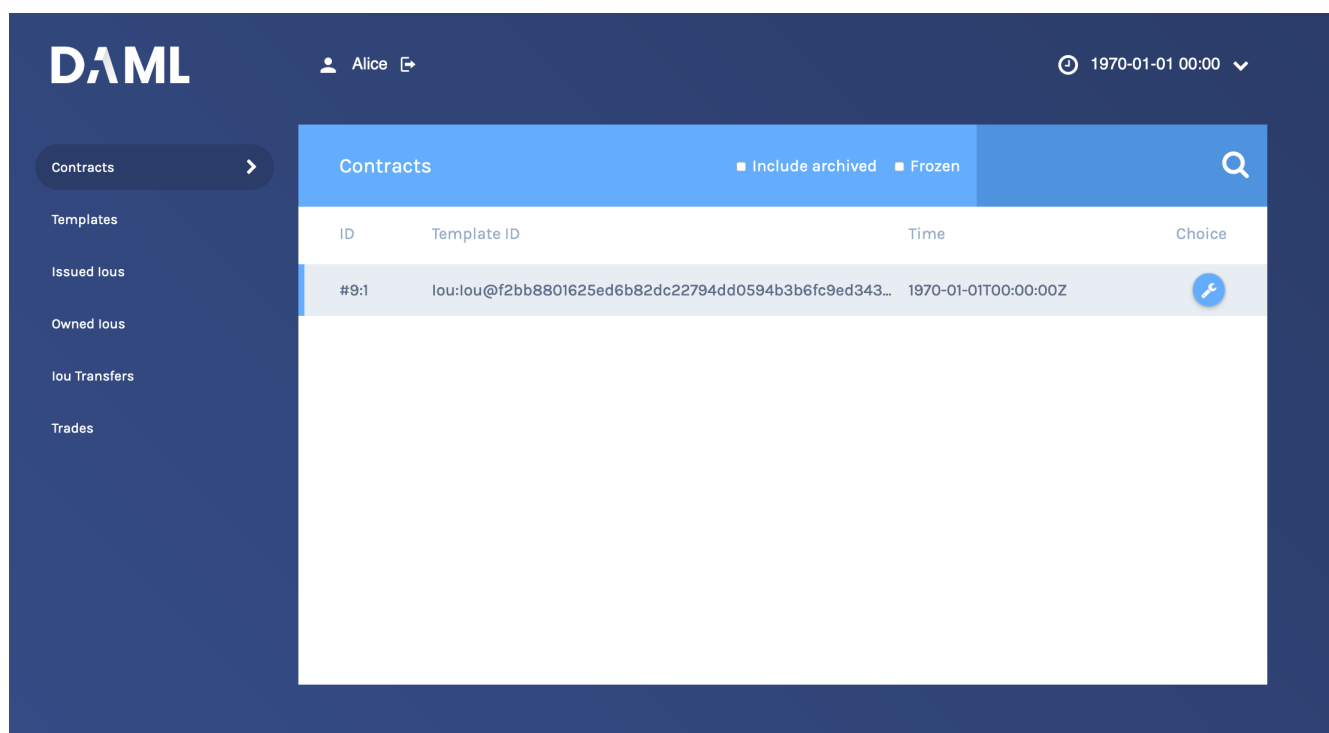 DAML
Alice
1970-01-01 00:00
Contracts
Templates
Issued Ious
Owned Ious
Iou Transfers
Trades
Contracts Include archived Frozen
ID Template ID Time Choice
#9:1 Iou:Iou@f2bb8801625ed6b82dc22794dd0594b3b6fc9ed343... 1970-01-01T00:00:00Z